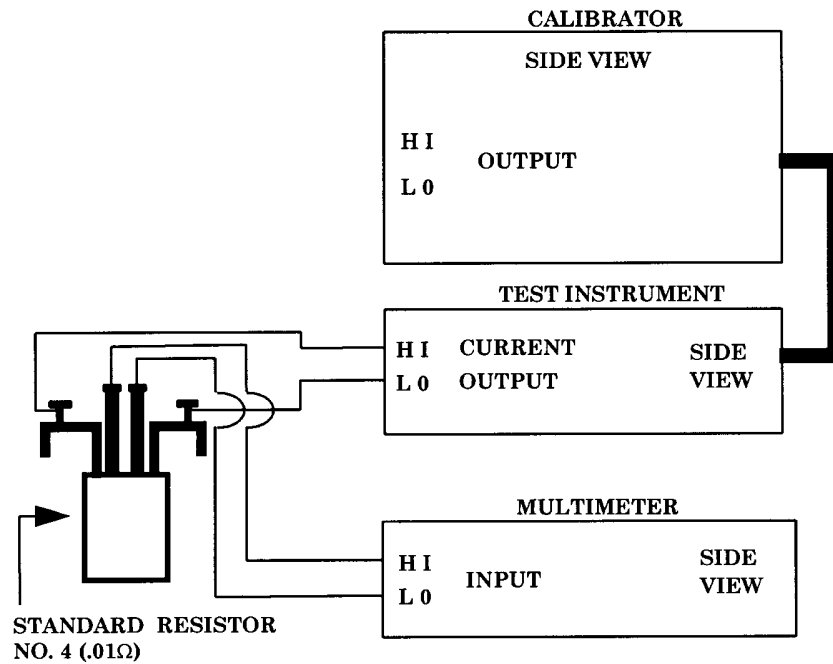 CALIBRATOR
SIDE VIEW
H I
OUTPUT
L 0
TEST INSTRUMENT
H I CURRENT SIDE
L 0 OUTPUT VIEW
MULTIMETER
H I
INPUT
L 0
SIDE
VIEW
STANDARD RESISTOR
NO. 4 (.01Ω)